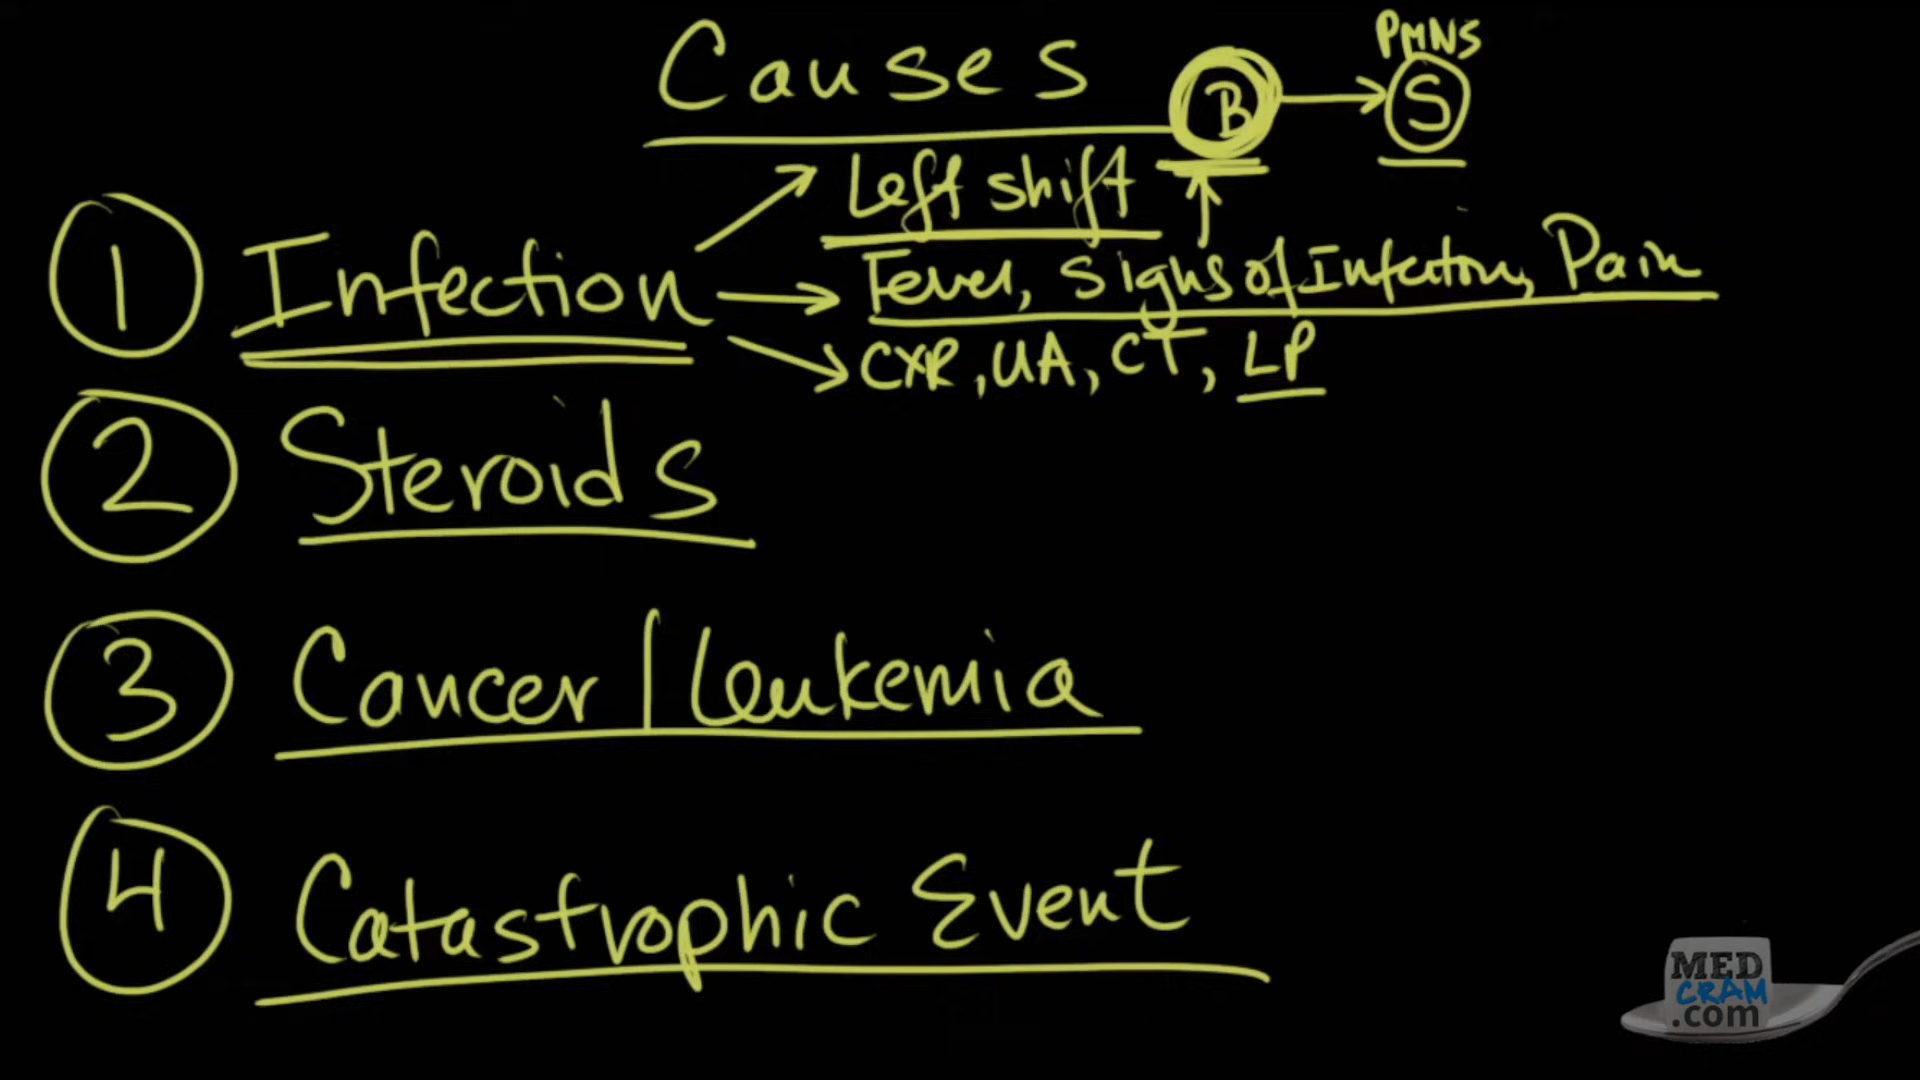 Causes B → S PMNS
Left shift
1 Infection → Fever, Signs of Infection, Pain
CXR, UA, CT, LP
2 Steroids
3 Cancer / Leukemia
4 Catastrophic Event
MED
CRAM
.com